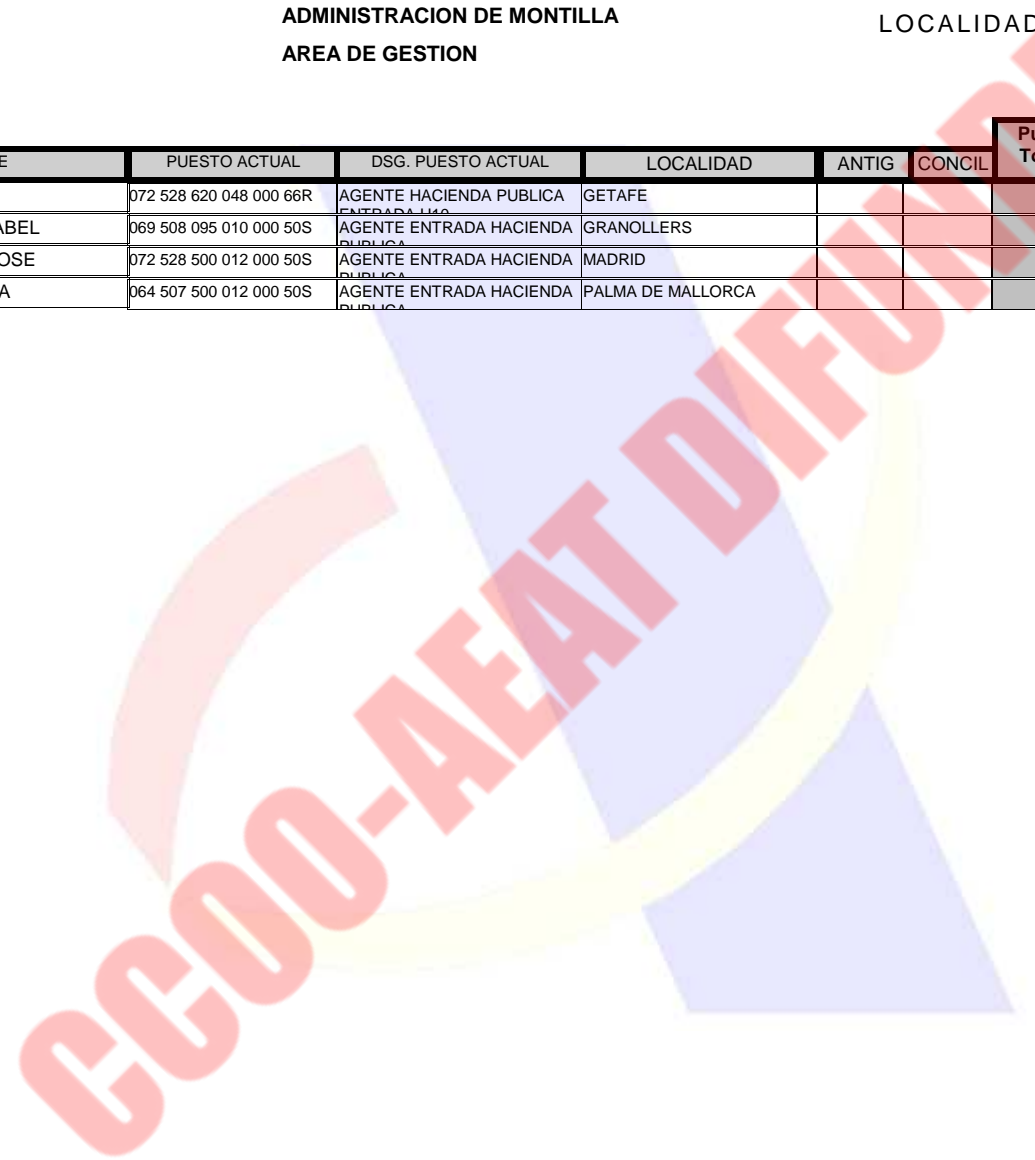 ADMINISTRACION DE MONTILLA
LOCALIDAD
AREA DE GESTION
E PUESTO ACTUAL DSG. PUESTO ACTUAL LOCALIDAD ANTIG CONCIL
072 528 620 048 000 66R AGENTE HACIENDA PUBLICA GETAFE
ABEL 069 508 095 010 000 50S AGENTE ENTRADA HACIENDA GRANOLLERS
PUBLICA
OSE 072 528 500 012 000 50S AGENTE ENTRADA HACIENDA MADRID
PUBLICA
A 064 507 500 012 000 50S AGENTE ENTRADA HACIENDA PALMA DE MALLORCA
PUBLICA
CCOO-AEAT DIFUND